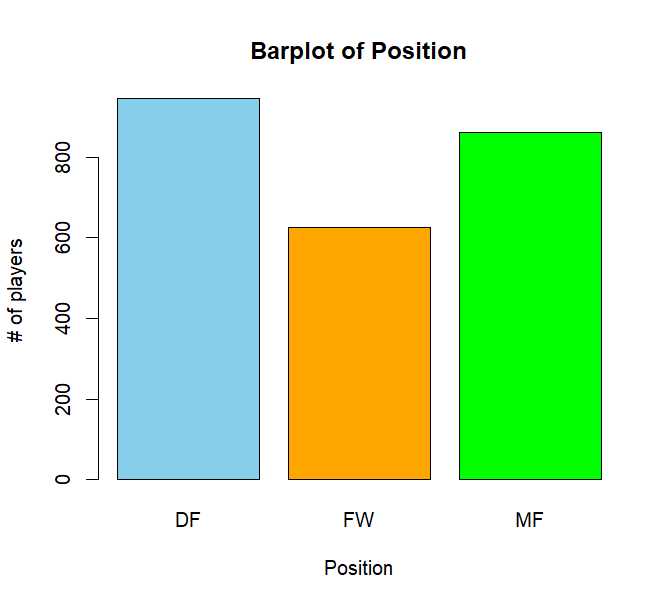 Barplot of Position
# of players
800
600
400
200
0
DF FW MF
Position